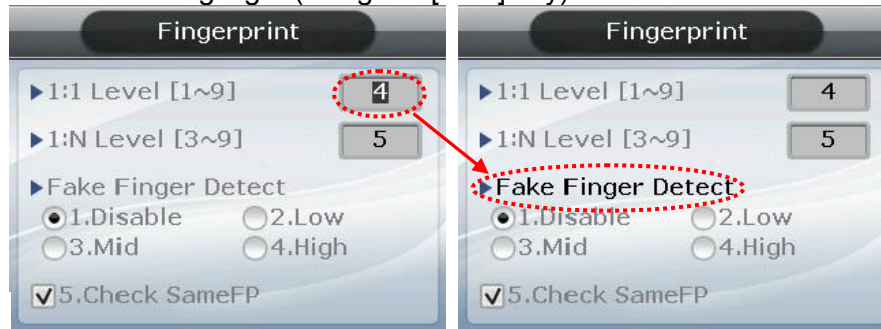 Fingerprint
1:1 Level [1~9] 4
1:N Level [3~9] 5
Fake Finger Detect
1.Disable 2.Low
3.Mid 4.High
5.Check SameFP
Fingerprint
1:1 Level [1~9] 4
1:N Level [3~9] 5
Fake Finger Detect
1.Disable 2.Low
3.Mid 4.High
5.Check SameFP